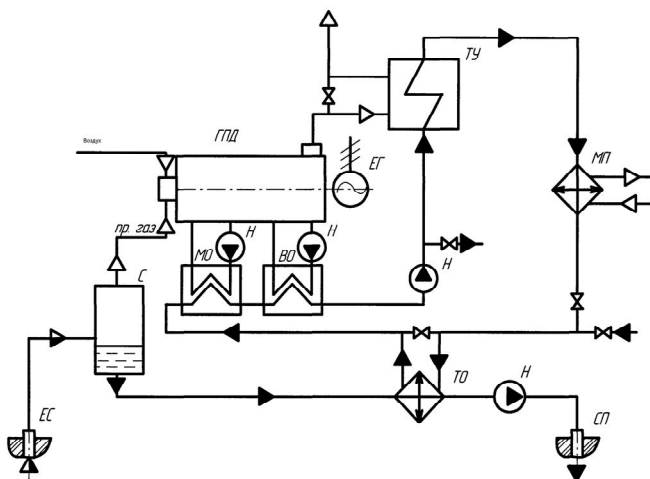 ТУ
Воздух
ГПД
ЕГ
МП
пр. газ
Н
Н
МО
ВО
С
Н
ТО
Н
ЕС
СП